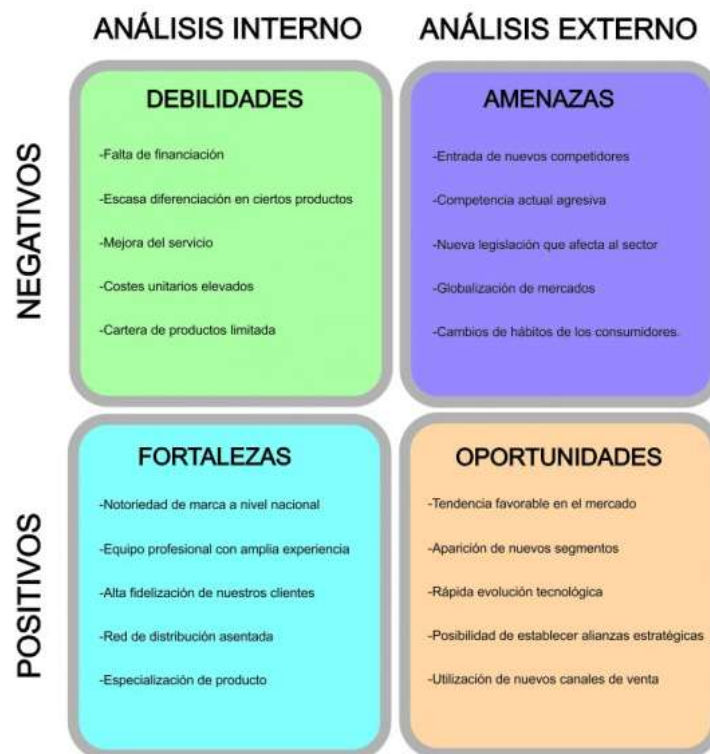 ANÁLISIS INTERNO
ANÁLISIS EXTERNO
NEGATIVOS
DEBILIDADES
-Falta de financiación
-Escasa diferenciación en ciertos productos
-Mejora del servicio
-Costes unitarios elevados
-Cartera de productos limitada
AMENAZAS
-Entrada de nuevos competidores
-Competencia actual agresiva
-Nueva legislación que afecta al sector
-Globalización de mercados
-Cambios de hábitos de los consumidores.
POSITIVOS
FORTALEZAS
-Notoriedad de marca a nivel nacional
-Equipo profesional con amplia experiencia
-Alta fidelización de nuestros clientes
-Red de distribución asentada
-Especialización de producto
OPORTUNIDADES
-Tendencia favorable en el mercado
-Aparición de nuevos segmentos
-Rápida evolución tecnológica
-Posibilidad de establecer alianzas estratégicas
-Utilización de nuevos canales de venta